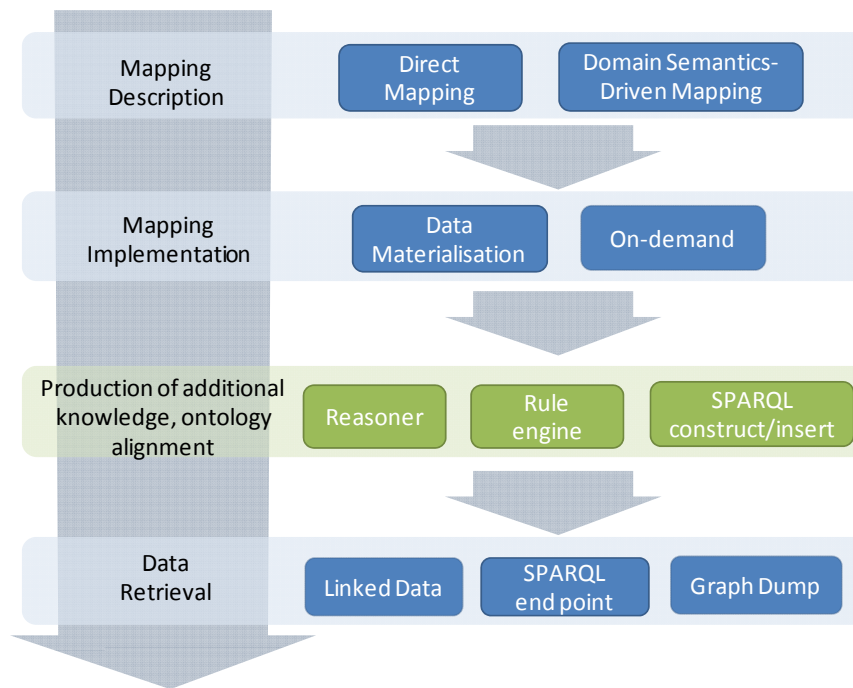 Mapping
Description
Direct
Mapping
Domain Semantics-
Driven Mapping
Mapping
Implementation
Data
Materialisation
On-demand
Production of additional
knowledge, ontology
alignment
Reasoner
Rule
engine
SPARQL
construct/insert
Data
Retrieval
Linked Data
SPARQL
end point
Graph Dump